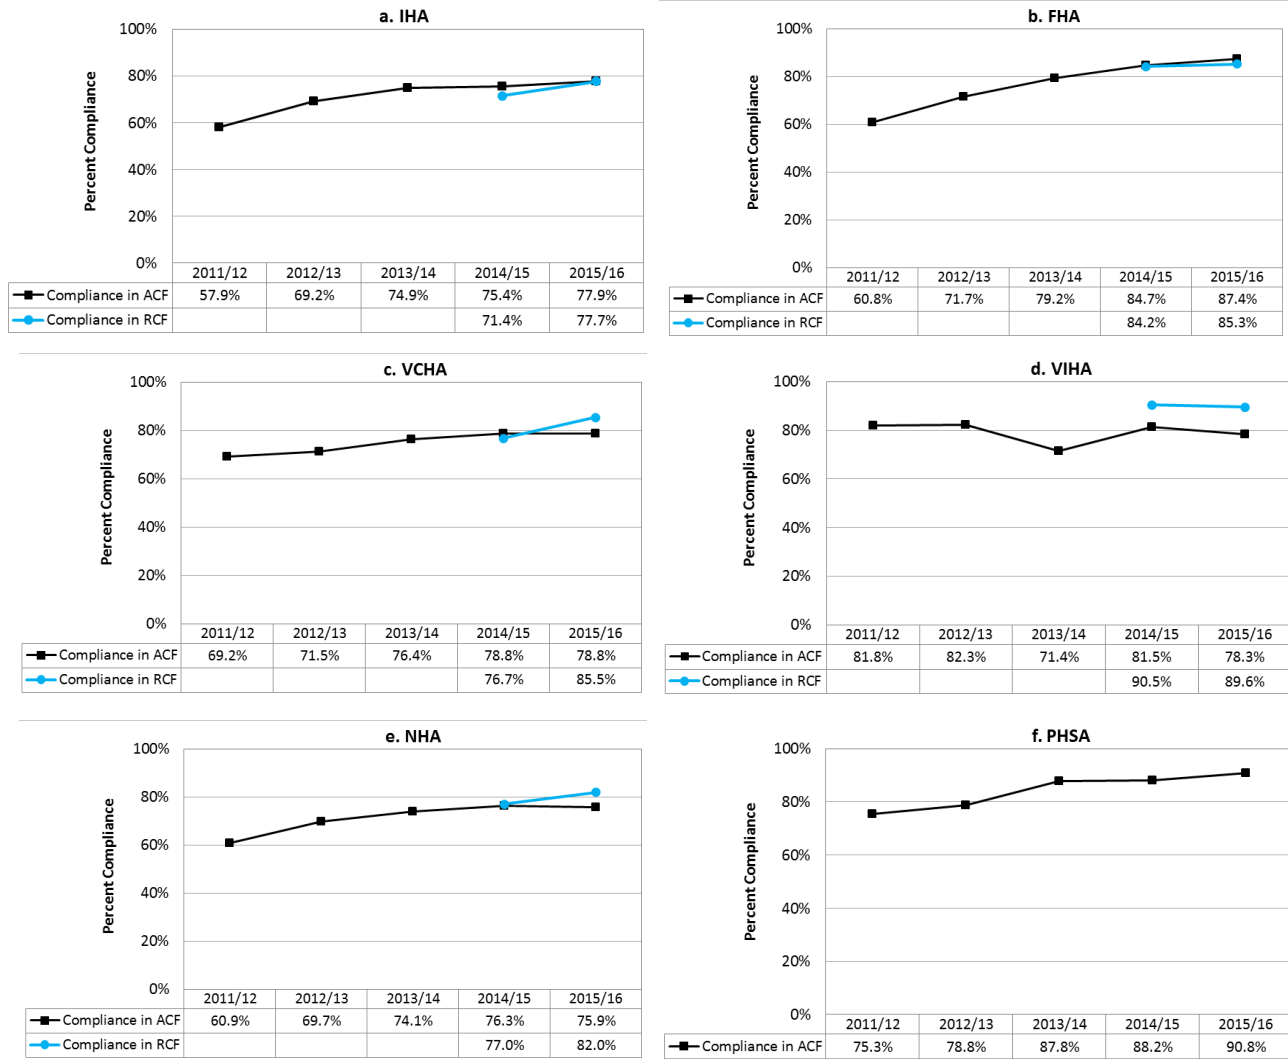 a. IHA
Percent Compliance
100%
80%
60%
40%
20%
0%
2011/12 2012/13 2013/14 2014/15 2015/16
Compliance in ACF 57.9% 69.2% 74.9% 75.4% 77.9%
Compliance in RCF 71.4% 77.7%
b. FHA
Percent Compliance
100%
80%
60%
40%
20%
0%
2011/12 2012/13 2013/14 2014/15 2015/16
Compliance in ACF 60.8% 71.7% 79.2% 84.7% 87.4%
Compliance in RCF 84.2% 85.3%
c. VCHA
Percent Compliance
100%
80%
60%
40%
20%
0%
2011/12 2012/13 2013/14 2014/15 2015/16
Compliance in ACF 69.2% 71.5% 76.4% 78.8% 78.8%
Compliance in RCF 76.7% 85.5%
d. VIHA
Percent Compliance
100%
80%
60%
40%
20%
0%
2011/12 2012/13 2013/14 2014/15 2015/16
Compliance in ACF 81.8% 82.3% 71.4% 81.5% 78.3%
Compliance in RCF 90.5% 89.6%
e. NHA
Percent Compliance
100%
80%
60%
40%
20%
0%
2011/12 2012/13 2013/14 2014/15 2015/16
Compliance in ACF 60.9% 69.7% 74.1% 76.3% 75.9%
Compliance in RCF 77.0% 82.0%
f. PHSA
Percent Compliance
100%
80%
60%
40%
20%
0%
2011/12 2012/13 2013/14 2014/15 2015/16
Compliance in ACF 75.3% 78.8% 87.8% 88.2% 90.8%